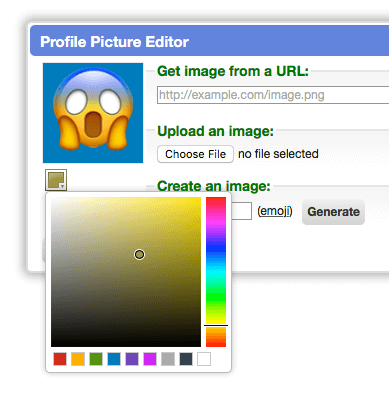 Profile Picture Editor
Get image from a URL:
http://example.com/image.png
Upload an image:
Choose File no file selected
Create an image:
(emoji) Generate